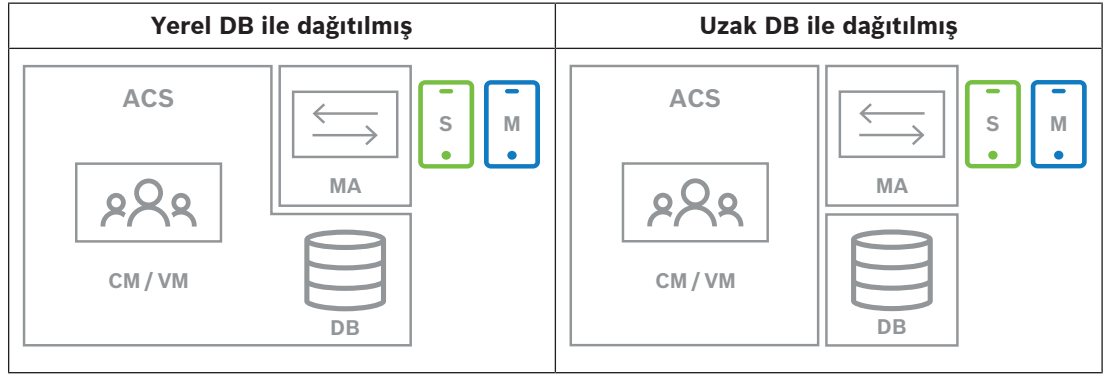 Yerel DB ile dağıtılmış
Uzak DB ile dağıtılmış
ACS
MA
S
M
CM / VM
DB
ACS
MA
S
M
CM / VM
DB